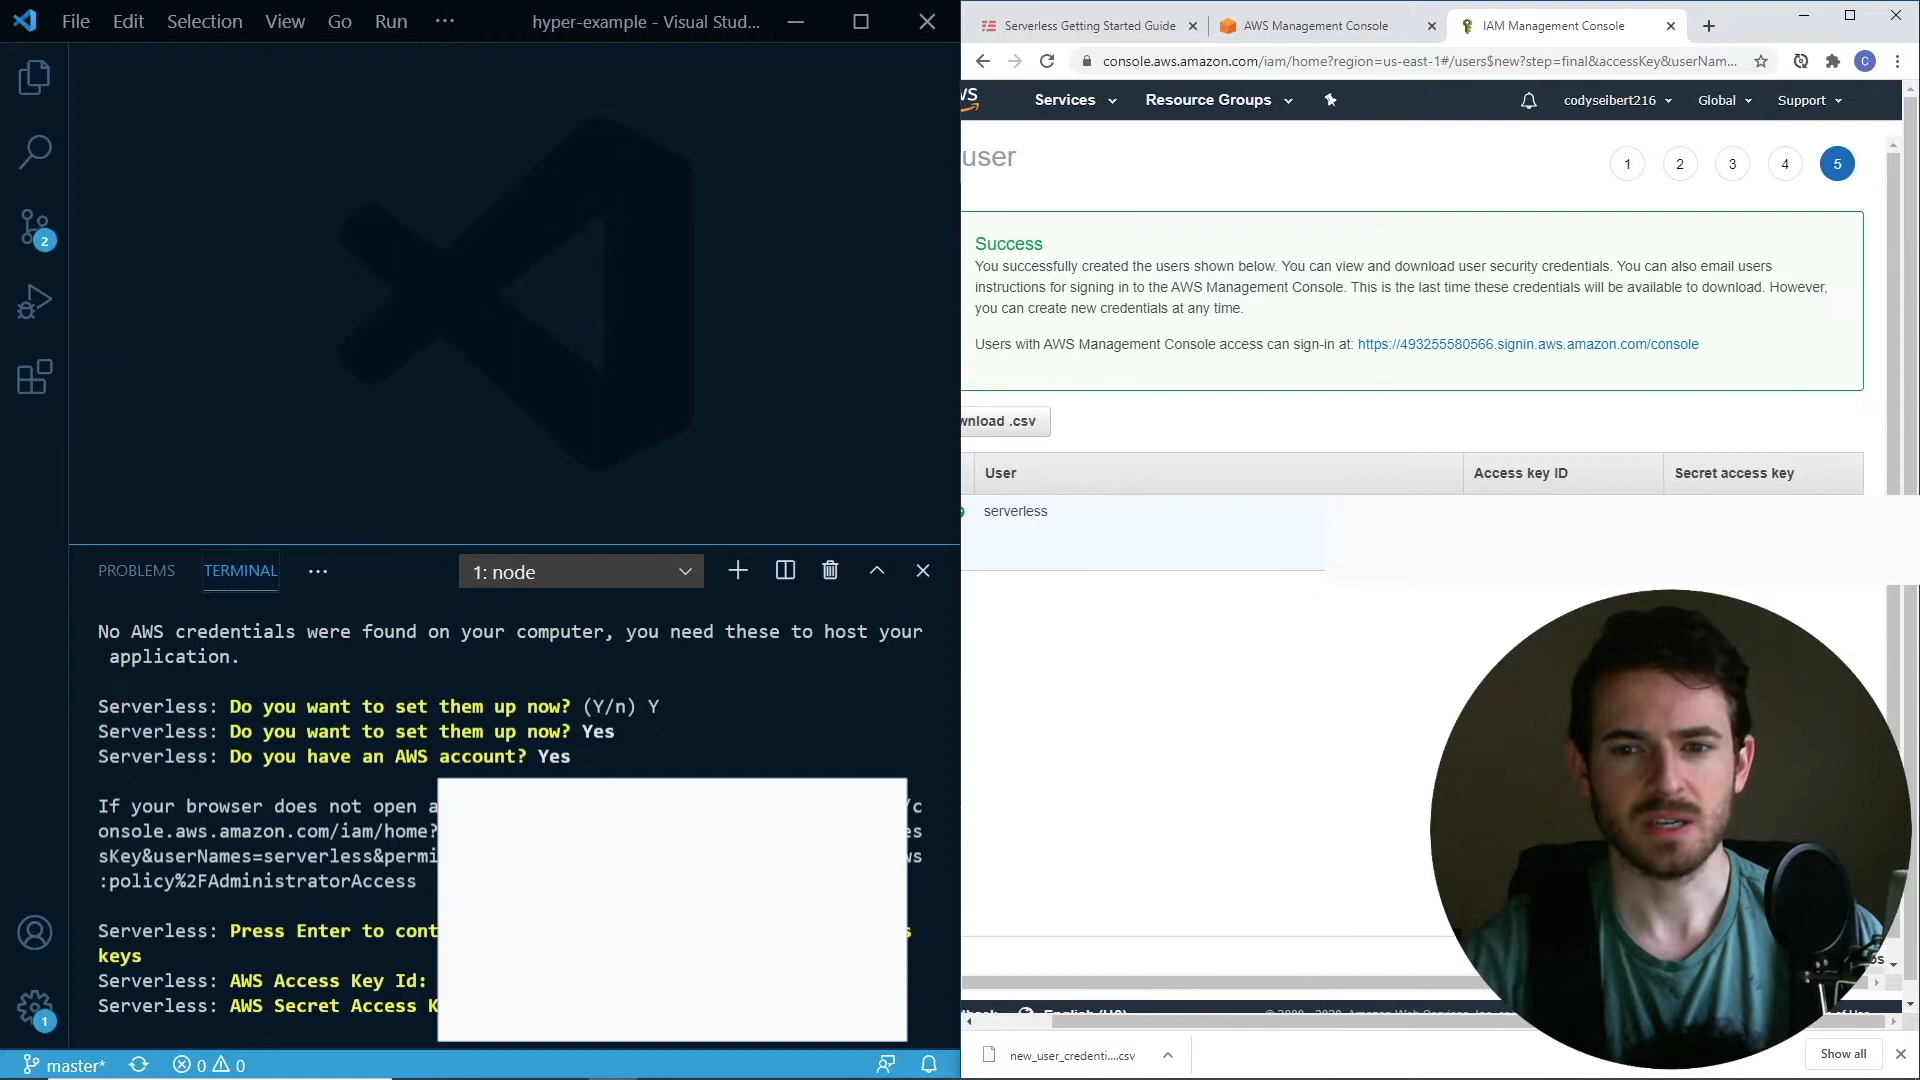 File Edit Selection View Go Run ··· hyper-example - Visual Stud...
2
PROBLEMS TERMINAL ··· 1: node
No AWS credentials were found on your computer, you need these to host your
application.
Serverless: Do you want to set them up now? (Y/n) Y
Serverless: Do you want to set them up now? Yes
Serverless: Do you have an AWS account? Yes
If your browser does not open a /c
onsole.aws.amazon.com/iam/home? es
sKey&userNames=serverless&permi ws
:policy%2FAdministratorAccess
Serverless: Press Enter to cont s
keys
Serverless: AWS Access Key Id:
Serverless: AWS Secret Access K
1
master* 0 0
Serverless Getting Started Guide AWS Management Console IAM Management Console
console.aws.amazon.com/iam/home?region=us-east-1#/users$new?step=final&accessKey&userNam... C
Services Resource Groups codyseibert216 Global Support
user 1 2 3 4 5
Success
You successfully created the users shown below. You can view and download user security credentials. You can also email users
instructions for signing in to the AWS Management Console. This is the last time these credentials will be available to download. However,
you can create new credentials at any time.
Users with AWS Management Console access can sign-in at: https://493255580566.signin.aws.amazon.com/console
wnload .csv
User Access key ID Secret access key
serverless
new_user_credenti....csv Show all